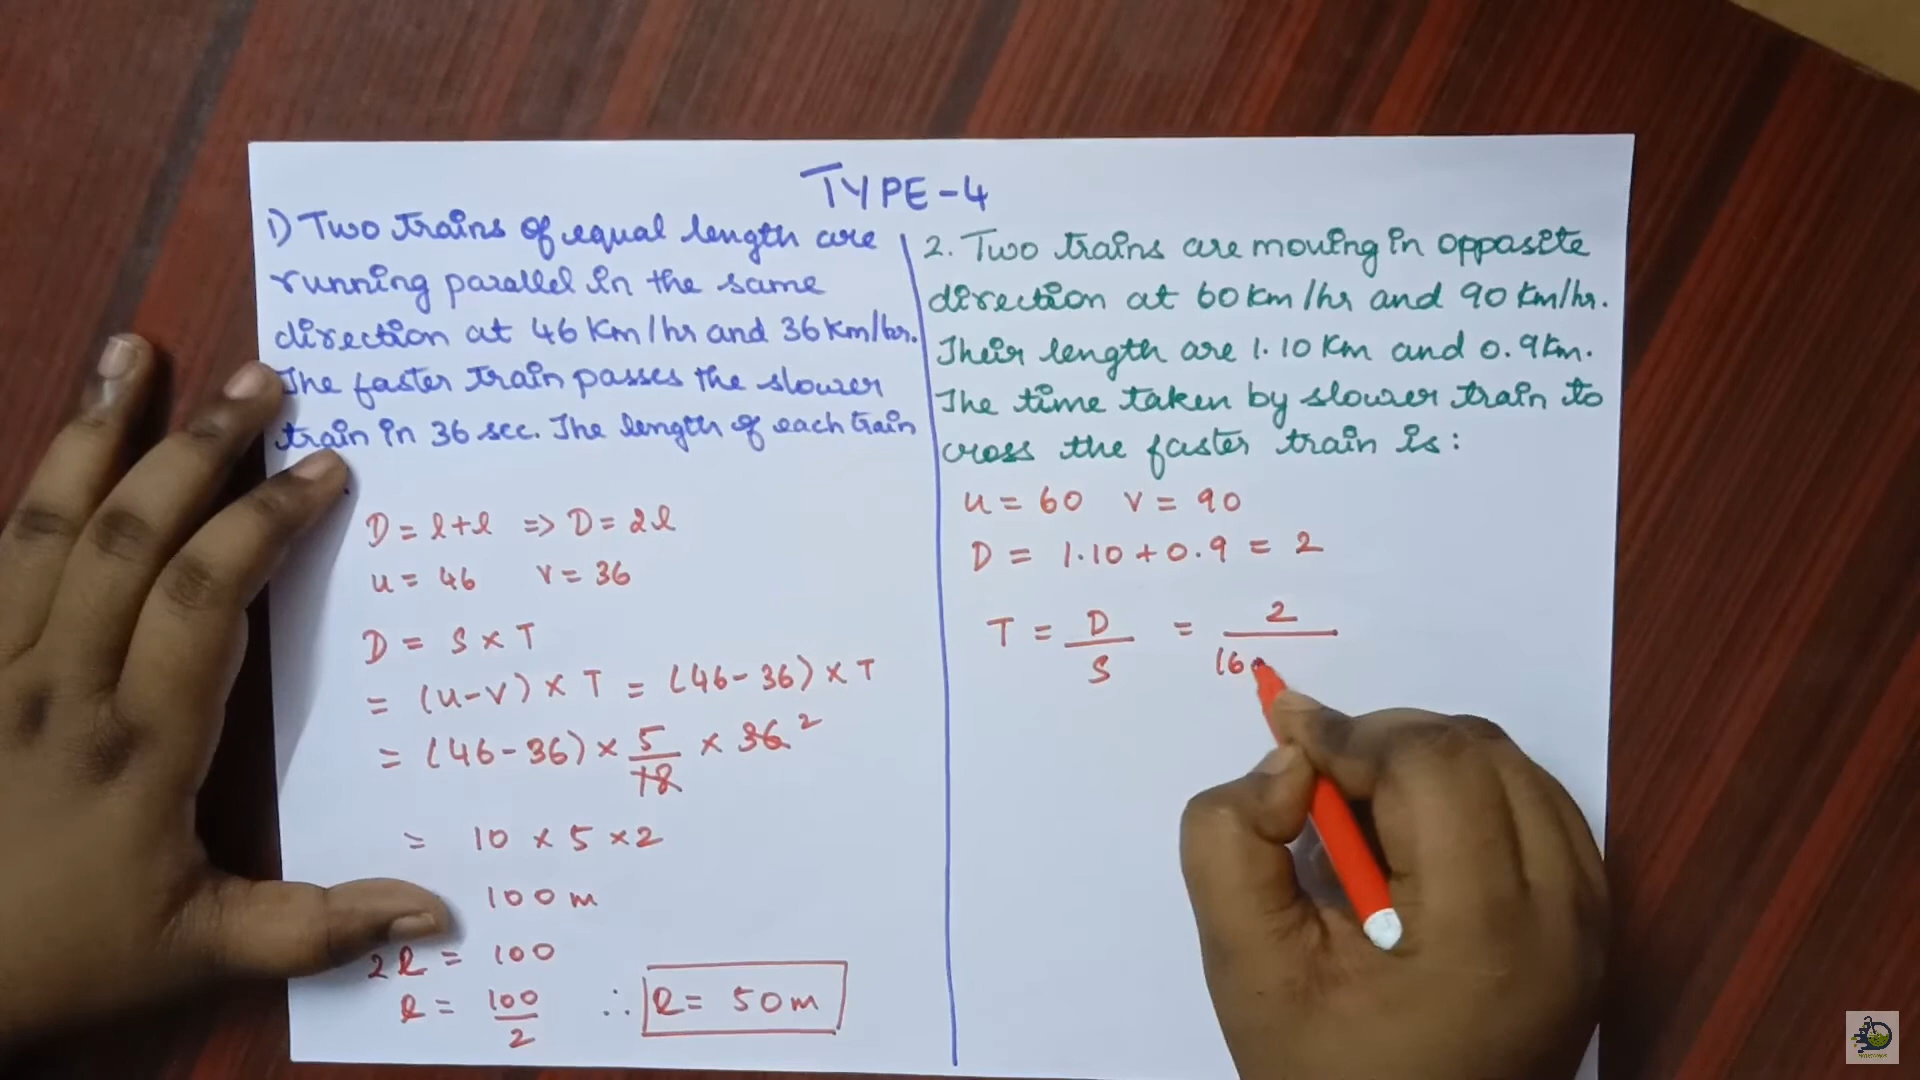 TYPE-4
1) Two trains of equal length are
running parallel in the same
direction at 46 Km/hr and 36 km/hr.
The faster train passes the slower
train in 36 sec. The length of each train
D = l+l => D = 2l
u = 46 v = 36
D = S × T
= (u-v) × T = (46-36) × T
= (46-36) × 5/18 × 36 2
= 10 × 5 × 2
100 m
2l = 100
l = 100/2 ∴ l = 50 m
2. Two trains are moving in opposite
direction at 60 km/hr and 90 Km/hr.
Their length are 1.10 Km and 0.9 Km.
The time taken by slower train to
cross the faster train is:
u = 60 v = 90
D = 1.10 + 0.9 = 2
T = D/S = 2/(60